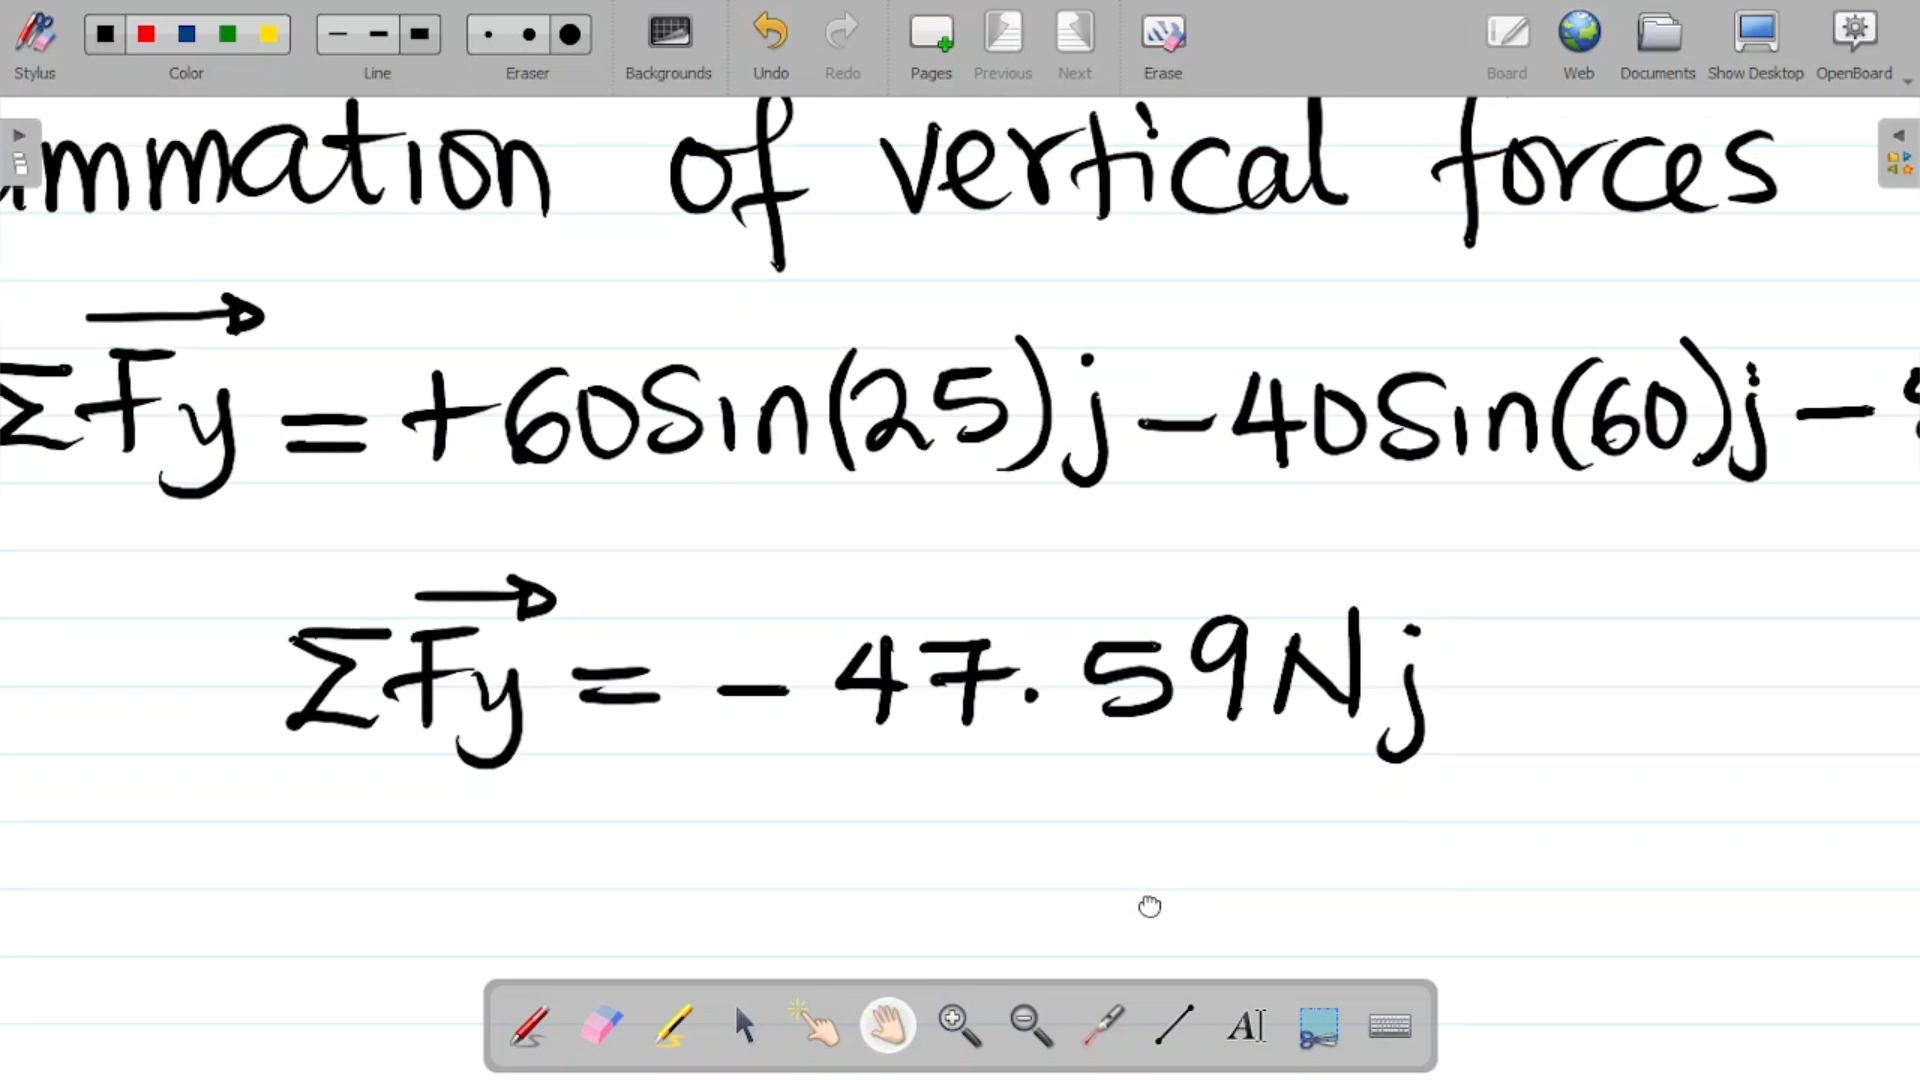 Stylus Color Line Eraser Backgrounds Undo Redo Pages Previous Next Erase Board Web Documents Show Desktop OpenBoard
mmation of vertical forces
ΣFy = +60Sin(25)j - 40Sin(60)j -
ΣFy = - 47.59Nj